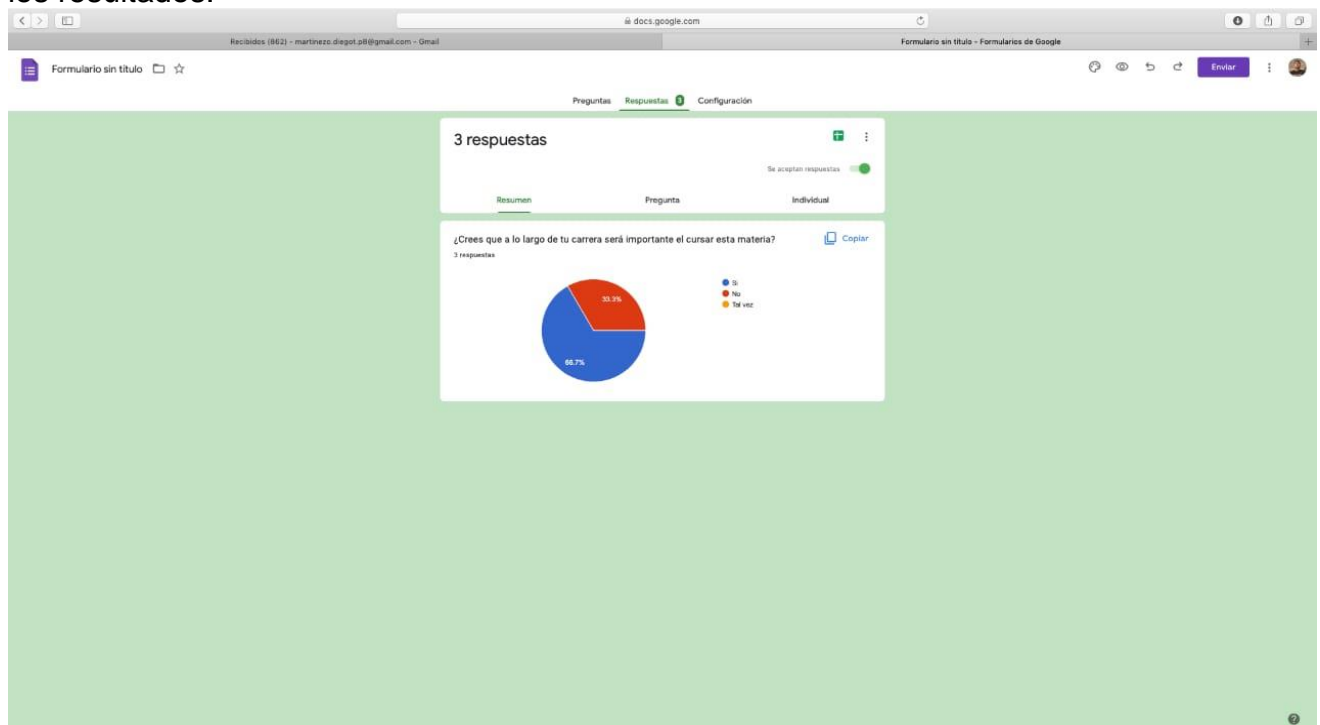 los resultados.
docs.google.com
Recibidos (662) - martinezo.diegot.p8@gmail.com - Gmail
Formulario sin título - Formularios de Google
Formulario sin título
Enviar
Preguntas Respuestas 3 Configuración
3 respuestas
Se aceptan respuestas
Resumen Pregunta Individual
¿Crees que a lo largo de tu carrera será importante el cursar esta materia?
Copiar
3 respuestas
Si
No
Tal vez
33.3%
66.7%